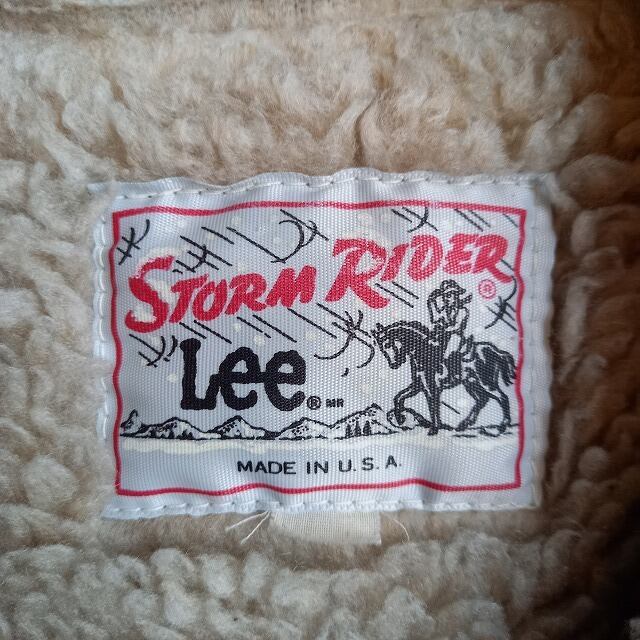 STORM RIDER ®
Lee ® MR
MADE IN U.S.A.